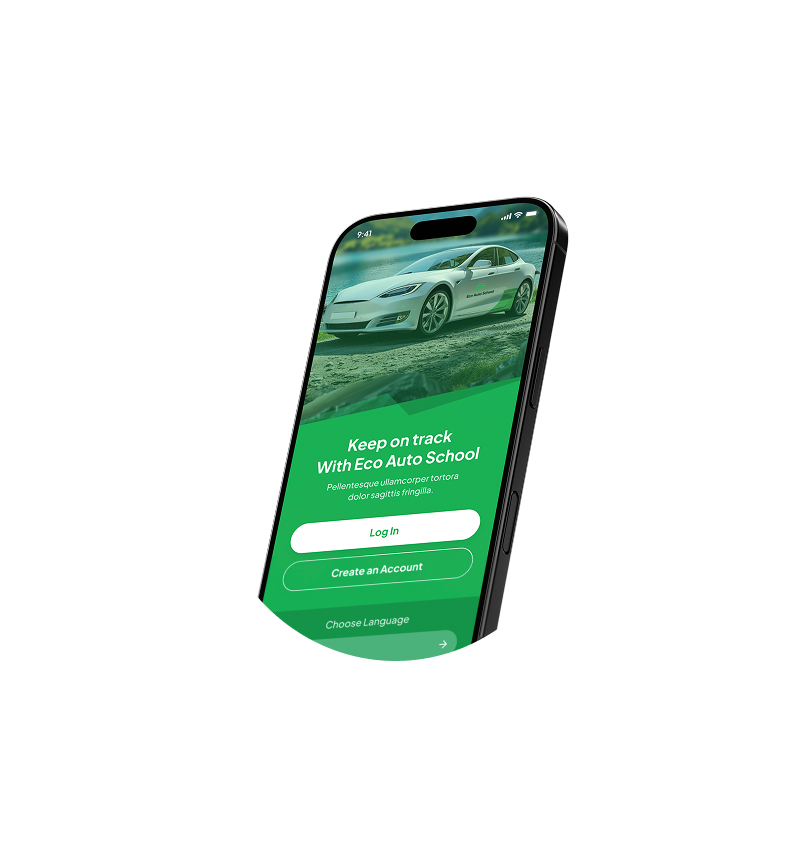 9:41
Eco Auto School
Keep on track
With Eco Auto School
Pellentesque ullamcorper tortora
dolor sagittis fringilla.
Log In
Create an Account
Choose Language